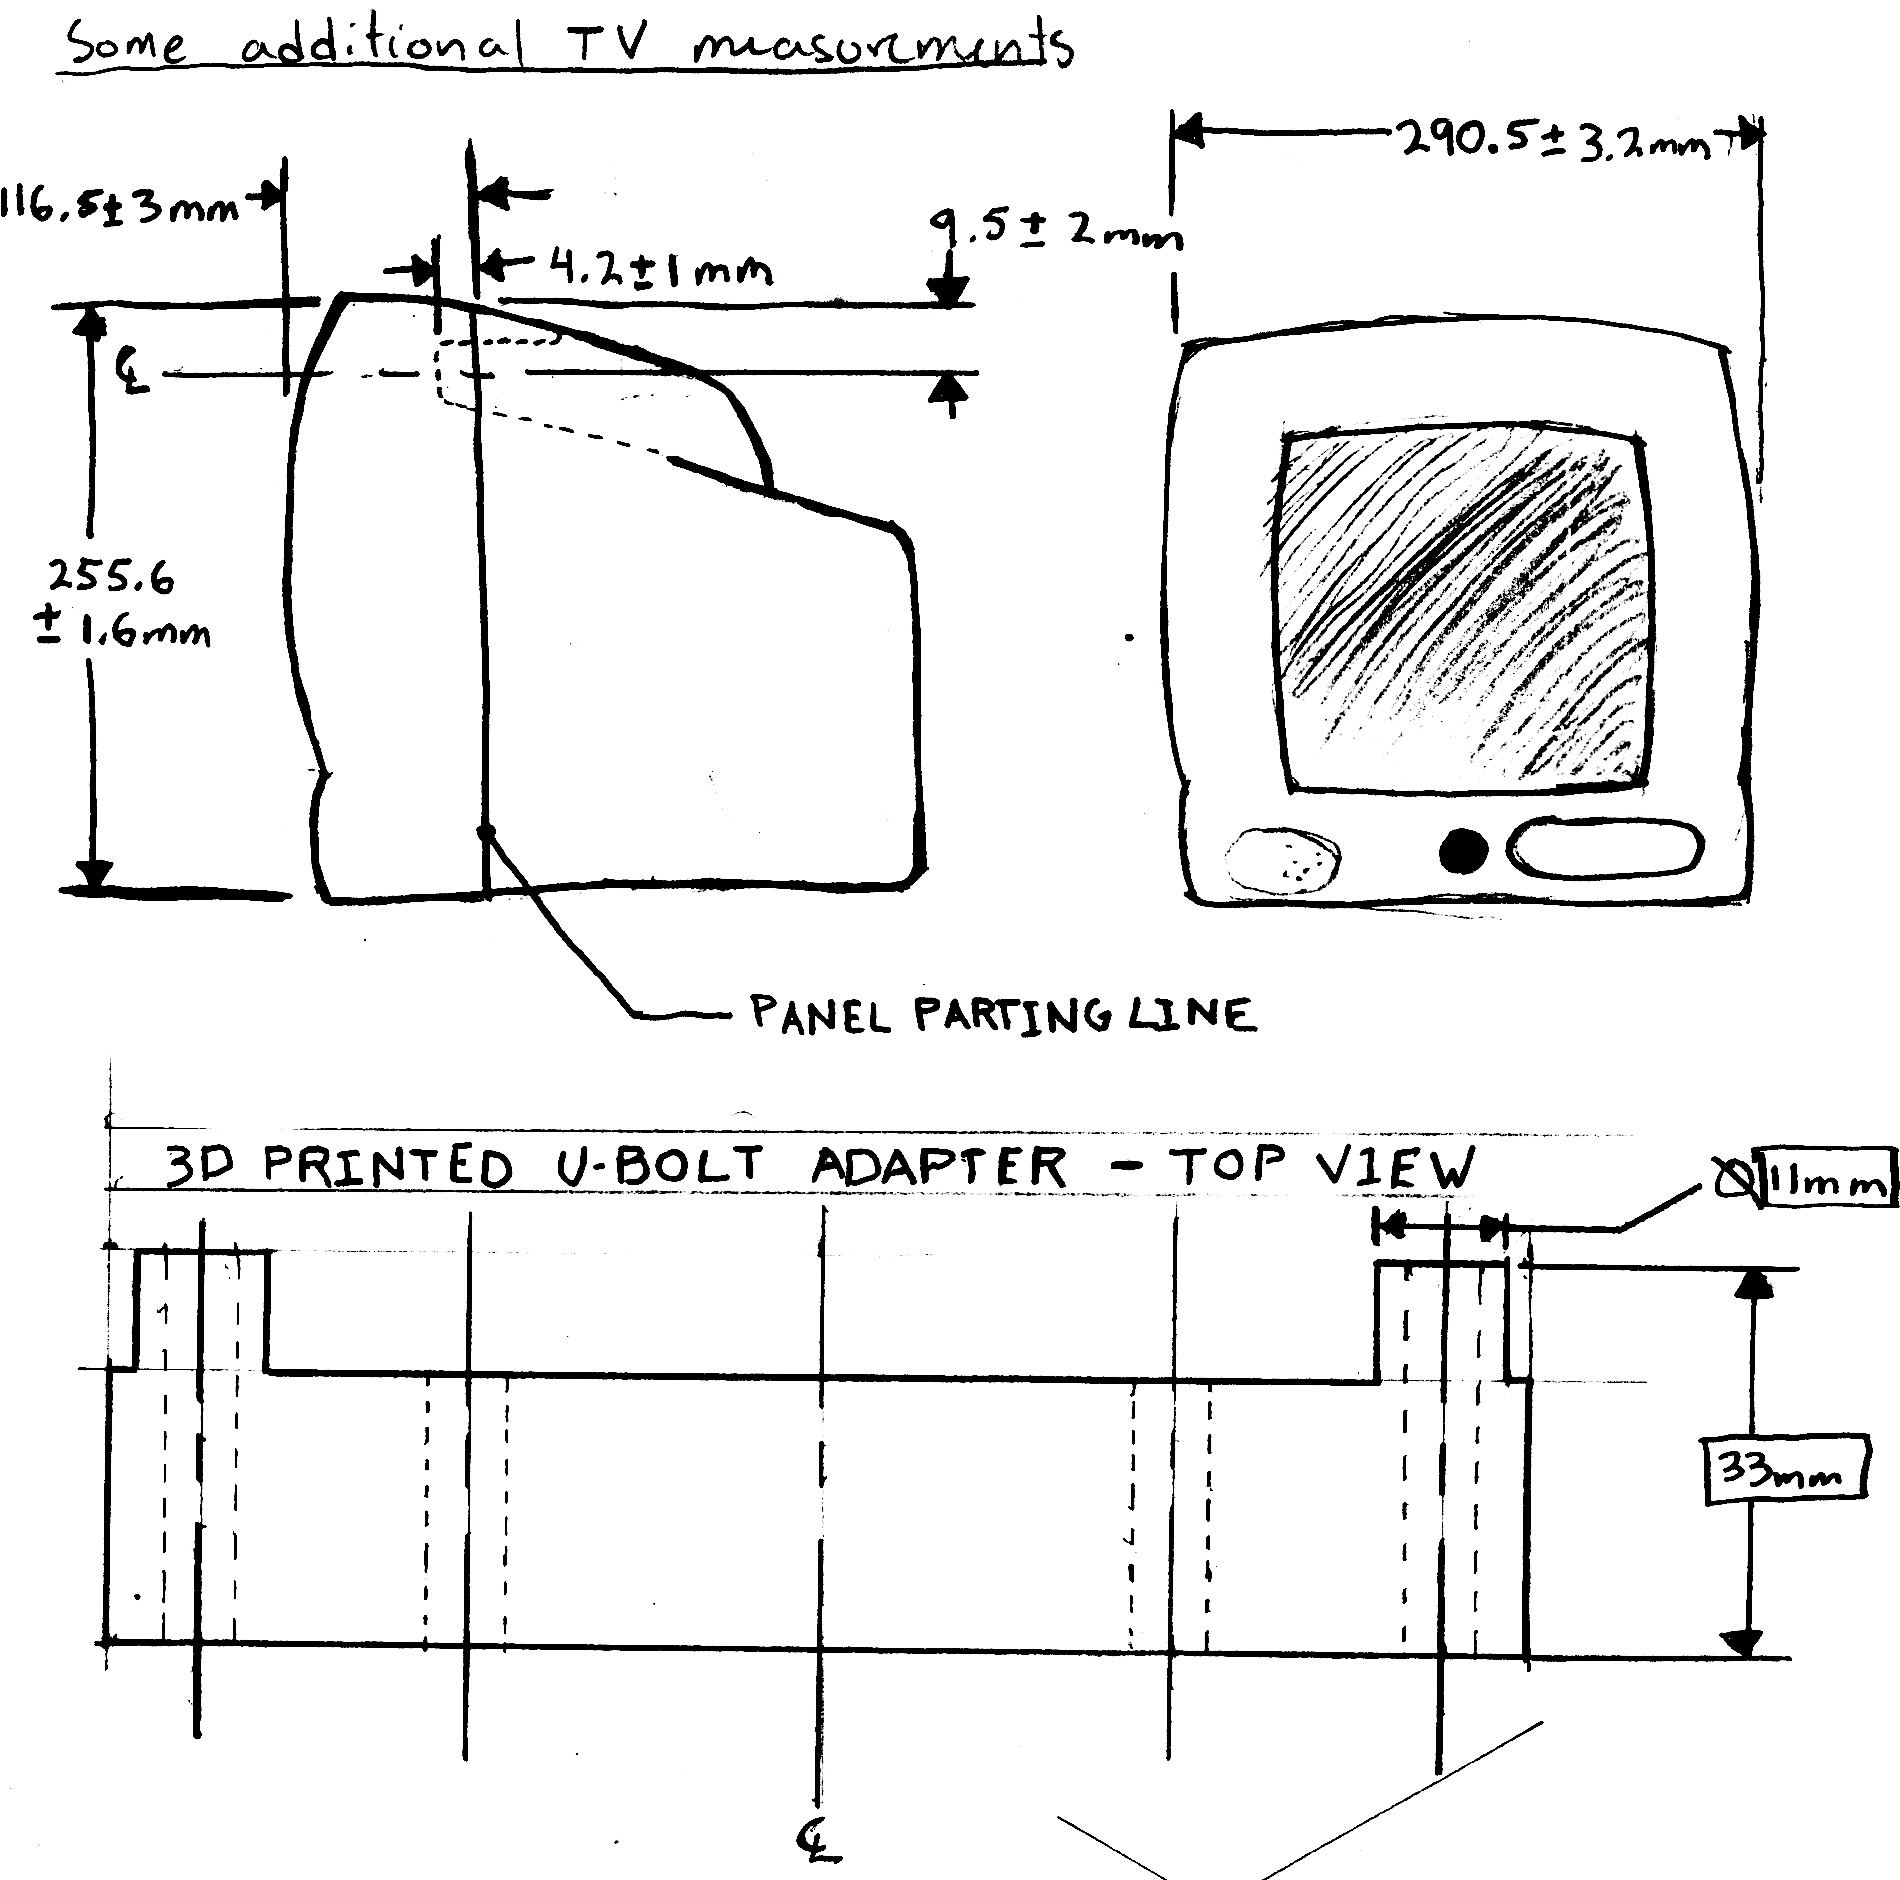 Some additional TV measurements
290.5 ± 3.2mm
116.5 ± 3mm
9.5 ± 2mm
4.2 ± 1mm
℄
255.6
± 1.6mm
PANEL PARTING LINE
3D PRINTED U-BOLT ADAPTER - TOP VIEW
Ø 11mm
33mm
℄